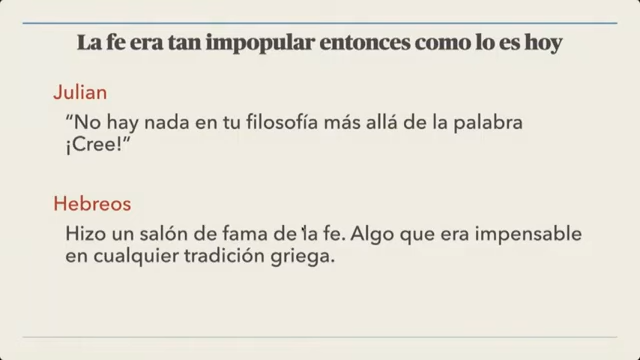 La fe era tan impopular entonces como lo es hoy
Julian
“No hay nada en tu filosofía más allá de la palabra
¡Cree!”
Hebreos
Hizo un salón de fama de la fe. Algo que era impensable
en cualquier tradición griega.